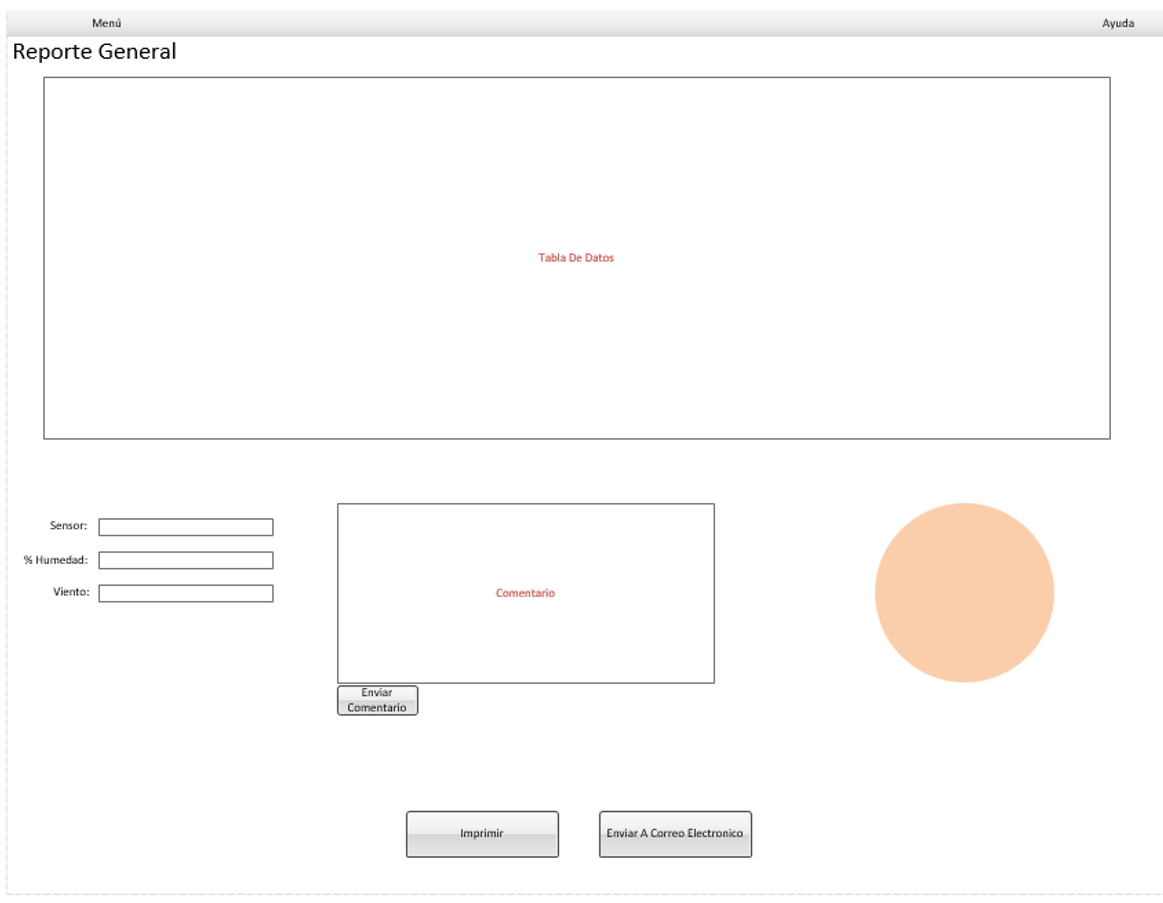 Menú
Ayuda
Reporte General
Tabla De Datos
Sensor:
% Humedad:
Viento:
Comentario
Enviar
Comentario
Imprimir
Enviar A Correo Electronico